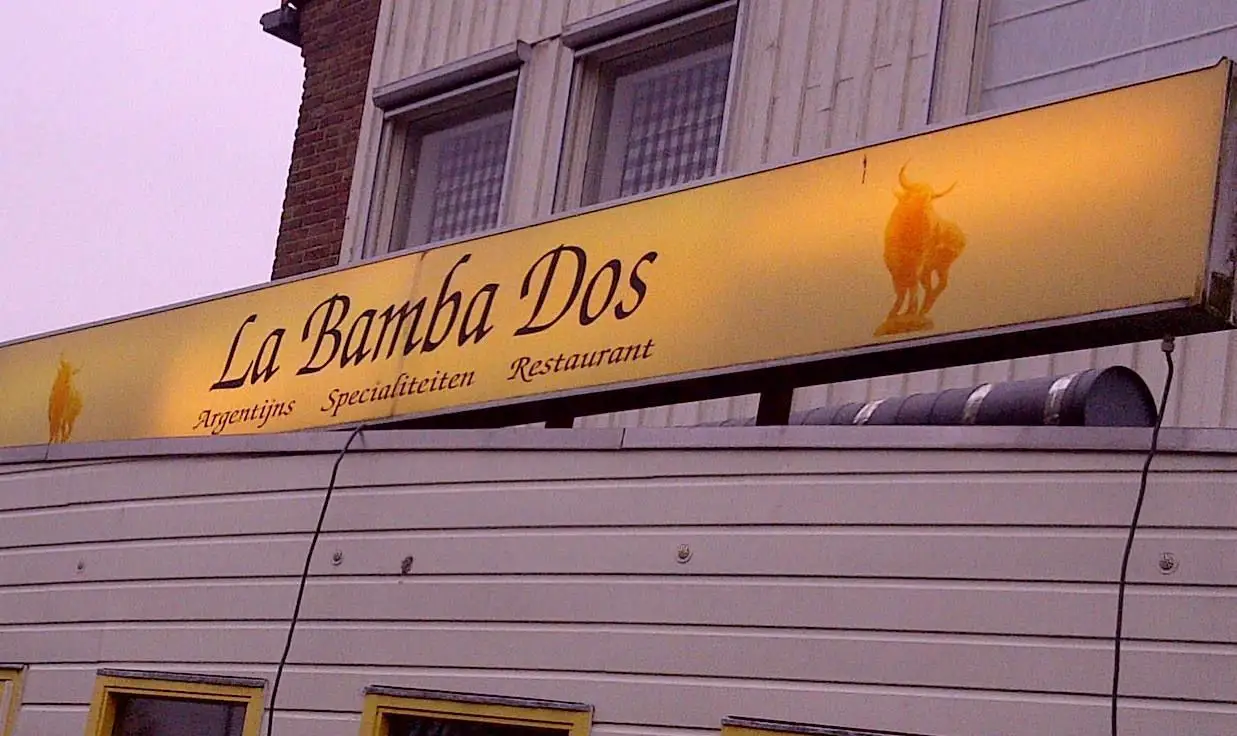 La Bamba Dos
Argentijns Specialiteiten Restaurant